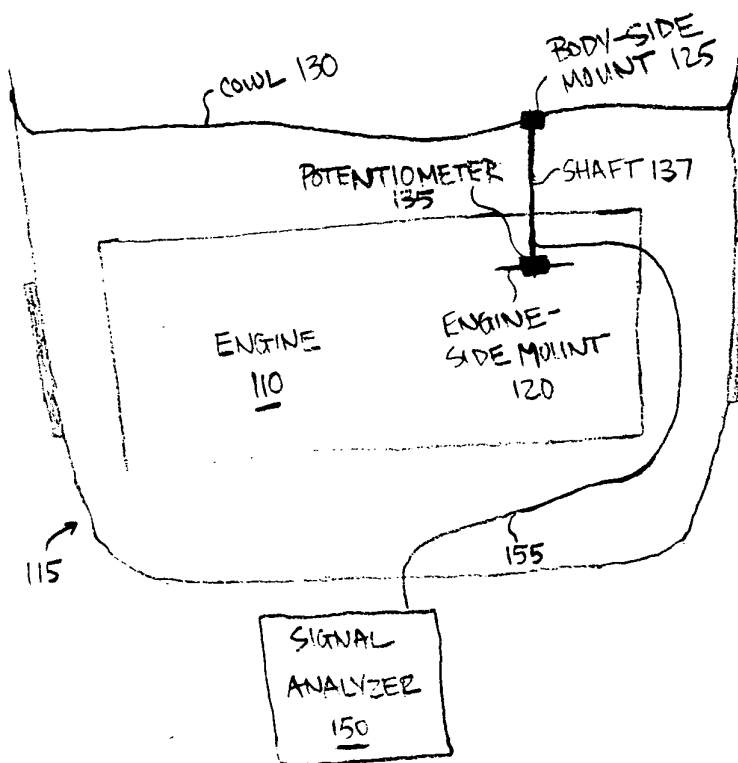 BODY-SIDE
MOUNT 125
COWL 130
POTENTIOMETER
135
SHAFT 137
ENGINE
110
ENGINE-
SIDE MOUNT
120
115
155
SIGNAL
ANALYZER
150